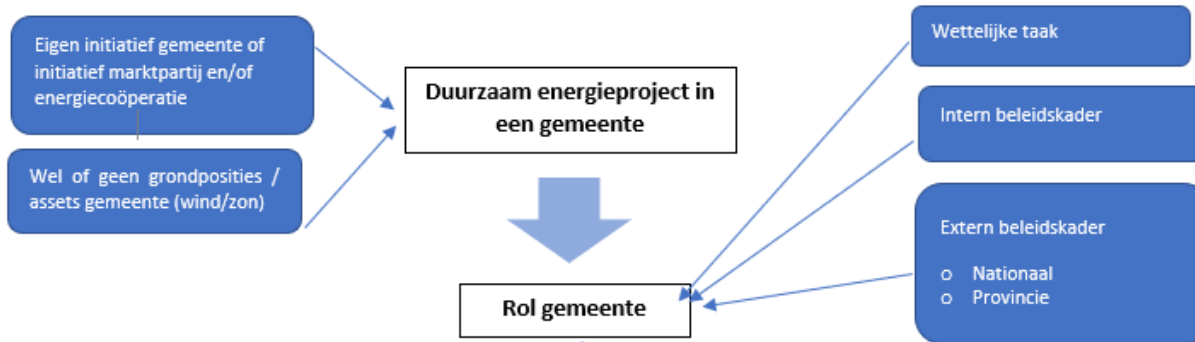 Eigen initiatief gemeente of
initiatief marktpartij en/of
energiecoöperatie
Wel of geen grondposities /
assets gemeente (wind/zon)
Duurzaam energieproject in
een gemeente
Rol gemeente
Wettelijke taak
Intern beleidskader
Extern beleidskader
o Nationaal
o Provincie